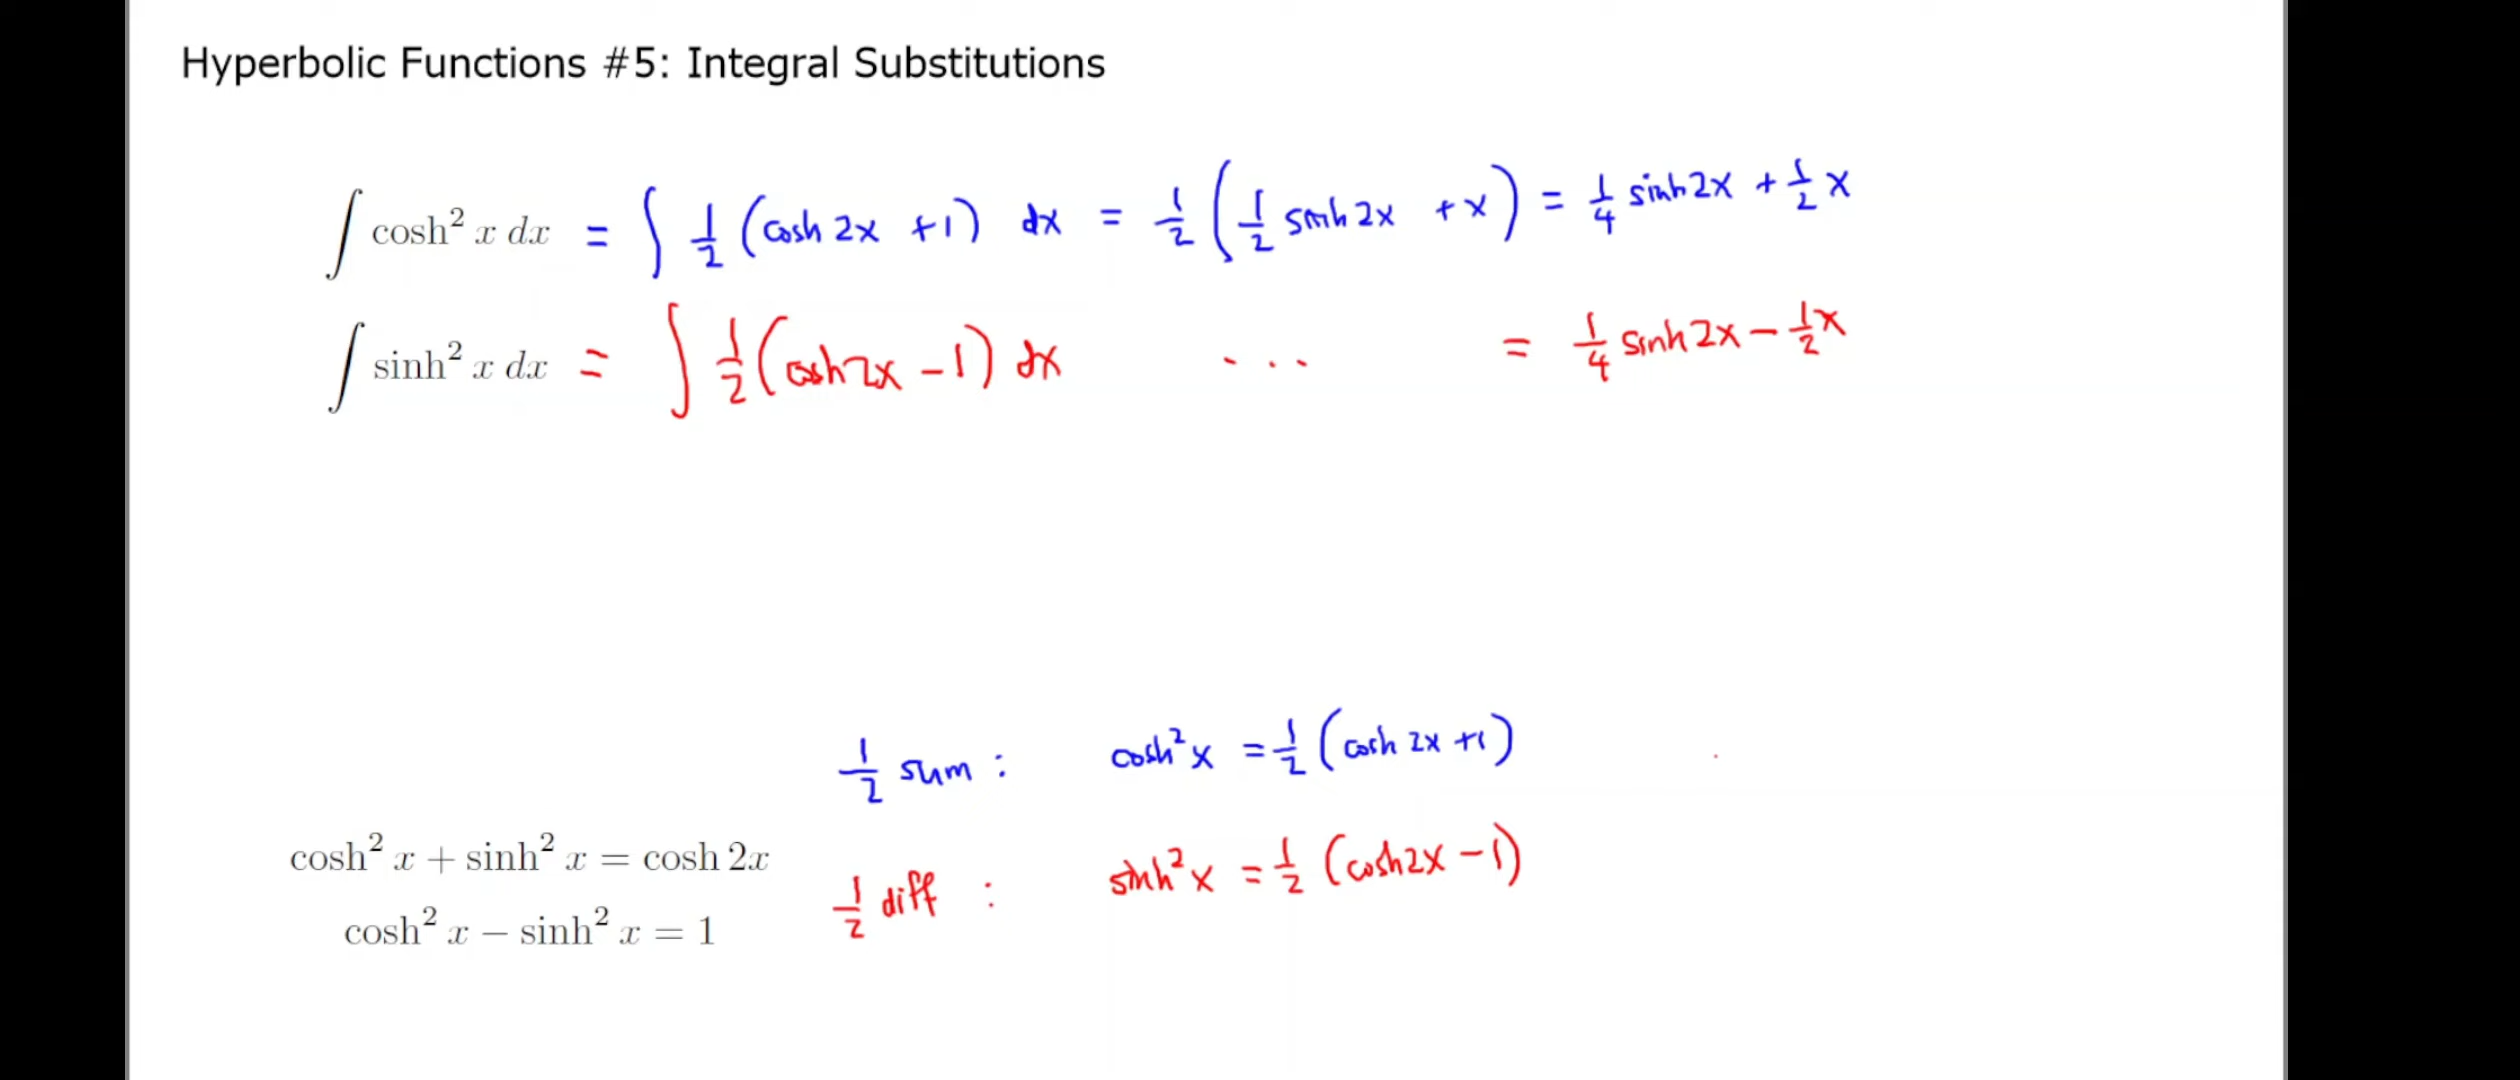 Hyperbolic Functions #5: Integral Substitutions
∫ cosh² x dx = ∫ 1/2 (cosh 2x +1) dx = 1/2 (1/2 sinh 2x + x) = 1/4 sinh 2x + 1/2 x
∫ sinh² x dx = ∫ 1/2 (cosh 2x − 1) dx ... = 1/4 sinh 2x − 1/2 x
1/2 sum : cosh² x = 1/2 (cosh 2x +1)
cosh² x + sinh² x = cosh 2x
1/2 diff : sinh² x = 1/2 (cosh 2x − 1)
cosh² x − sinh² x = 1